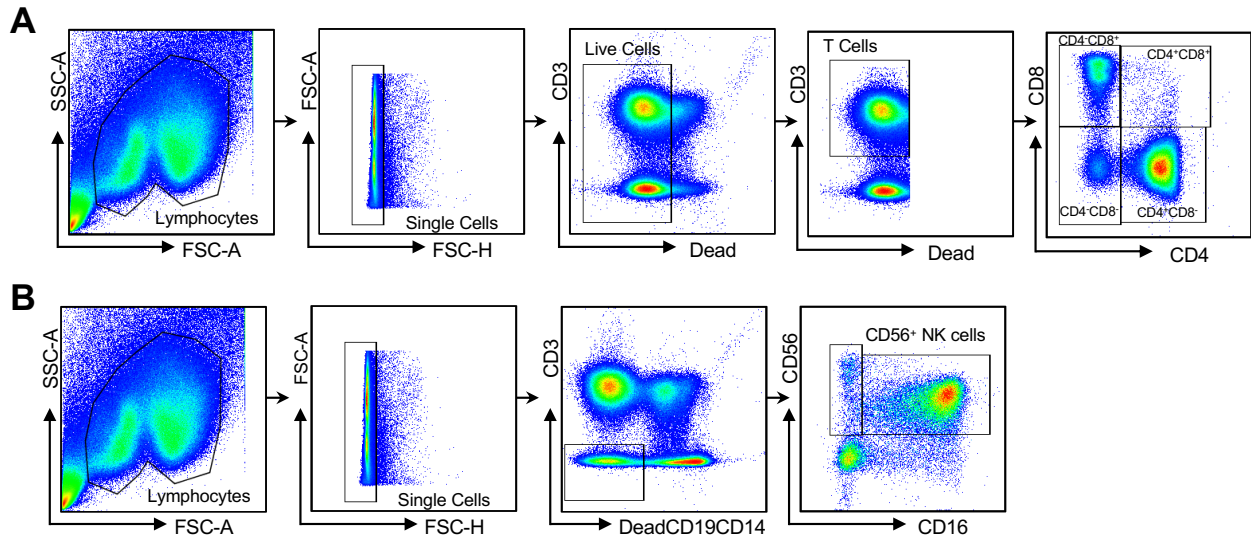 A
SSC-A
Lymphocytes
FSC-A
FSC-A
Single Cells
FSC-H
CD3
Live Cells
Dead
CD3
T Cells
Dead
CD8
CD4⁻CD8⁺
CD4⁺CD8⁺
CD4⁻CD8⁻
CD4⁺CD8⁻
CD4
B
SSC-A
Lymphocytes
FSC-A
FSC-A
Single Cells
FSC-H
CD3
DeadCD19CD14
CD56
CD56⁺ NK cells
CD16